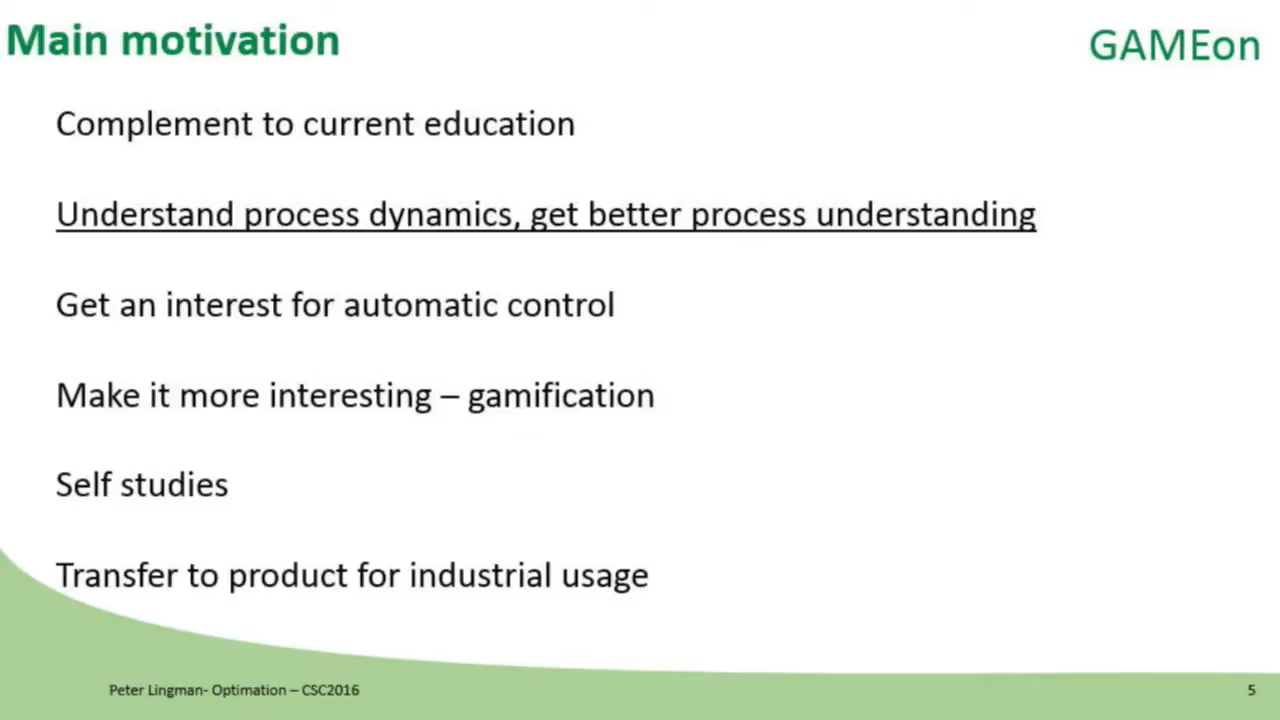 Main motivation
GAMEon
Complement to current education
Understand process dynamics, get better process understanding
Get an interest for automatic control
Make it more interesting – gamification
Self studies
Transfer to product for industrial usage
Peter Lingman- Optimation – CSC2016
5